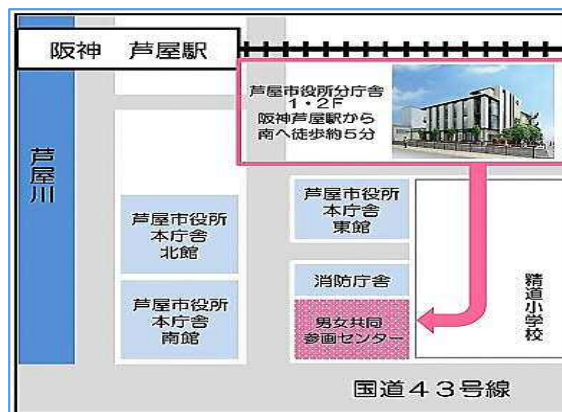 阪神 芦屋駅
芦屋市役所分庁舎
1・2F
阪神芦屋駅から
南へ徒歩約5分
芦屋川
芦屋市役所
本庁舎
北館
芦屋市役所
本庁舎
東館
消防庁舎
芦屋市役所
本庁舎
南館
男女共同
参画センター
精道小学校
国道43号線